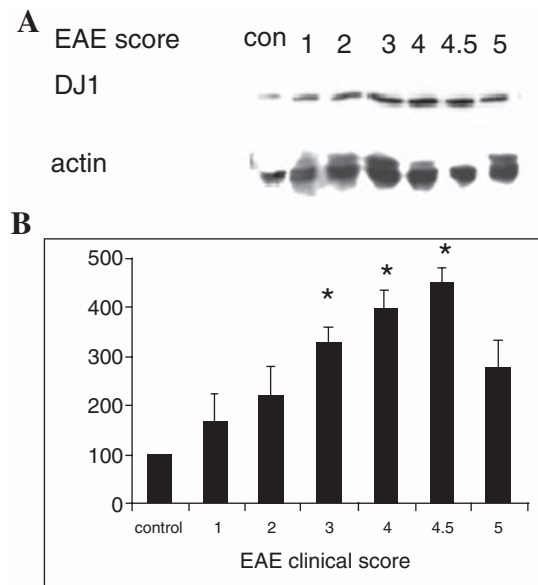 A
EAE score con 1 2 3 4 4.5 5
DJ1
actin
B
500
400
300
200
100
0
* * *
control 1 2 3 4 4.5 5
EAE clinical score